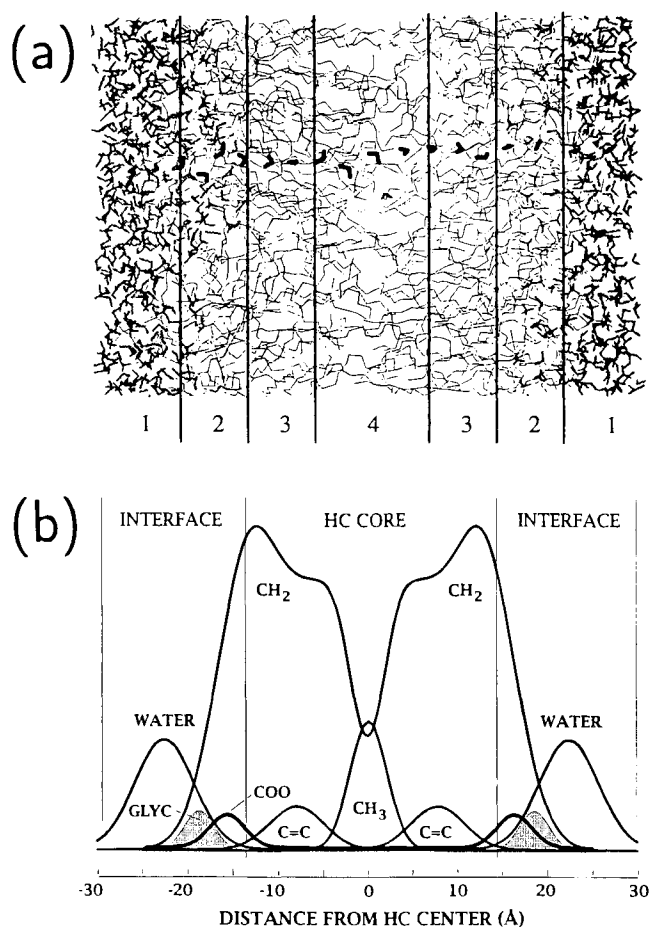 (a)
1 2 3 4 3 2 1
(b)
INTERFACE HC CORE INTERFACE
CH2 CH2
WATER WATER
GLYC COO CH3
C=C C=C
-30 -20 -10 0 10 20 30
DISTANCE FROM HC CENTER (Å)